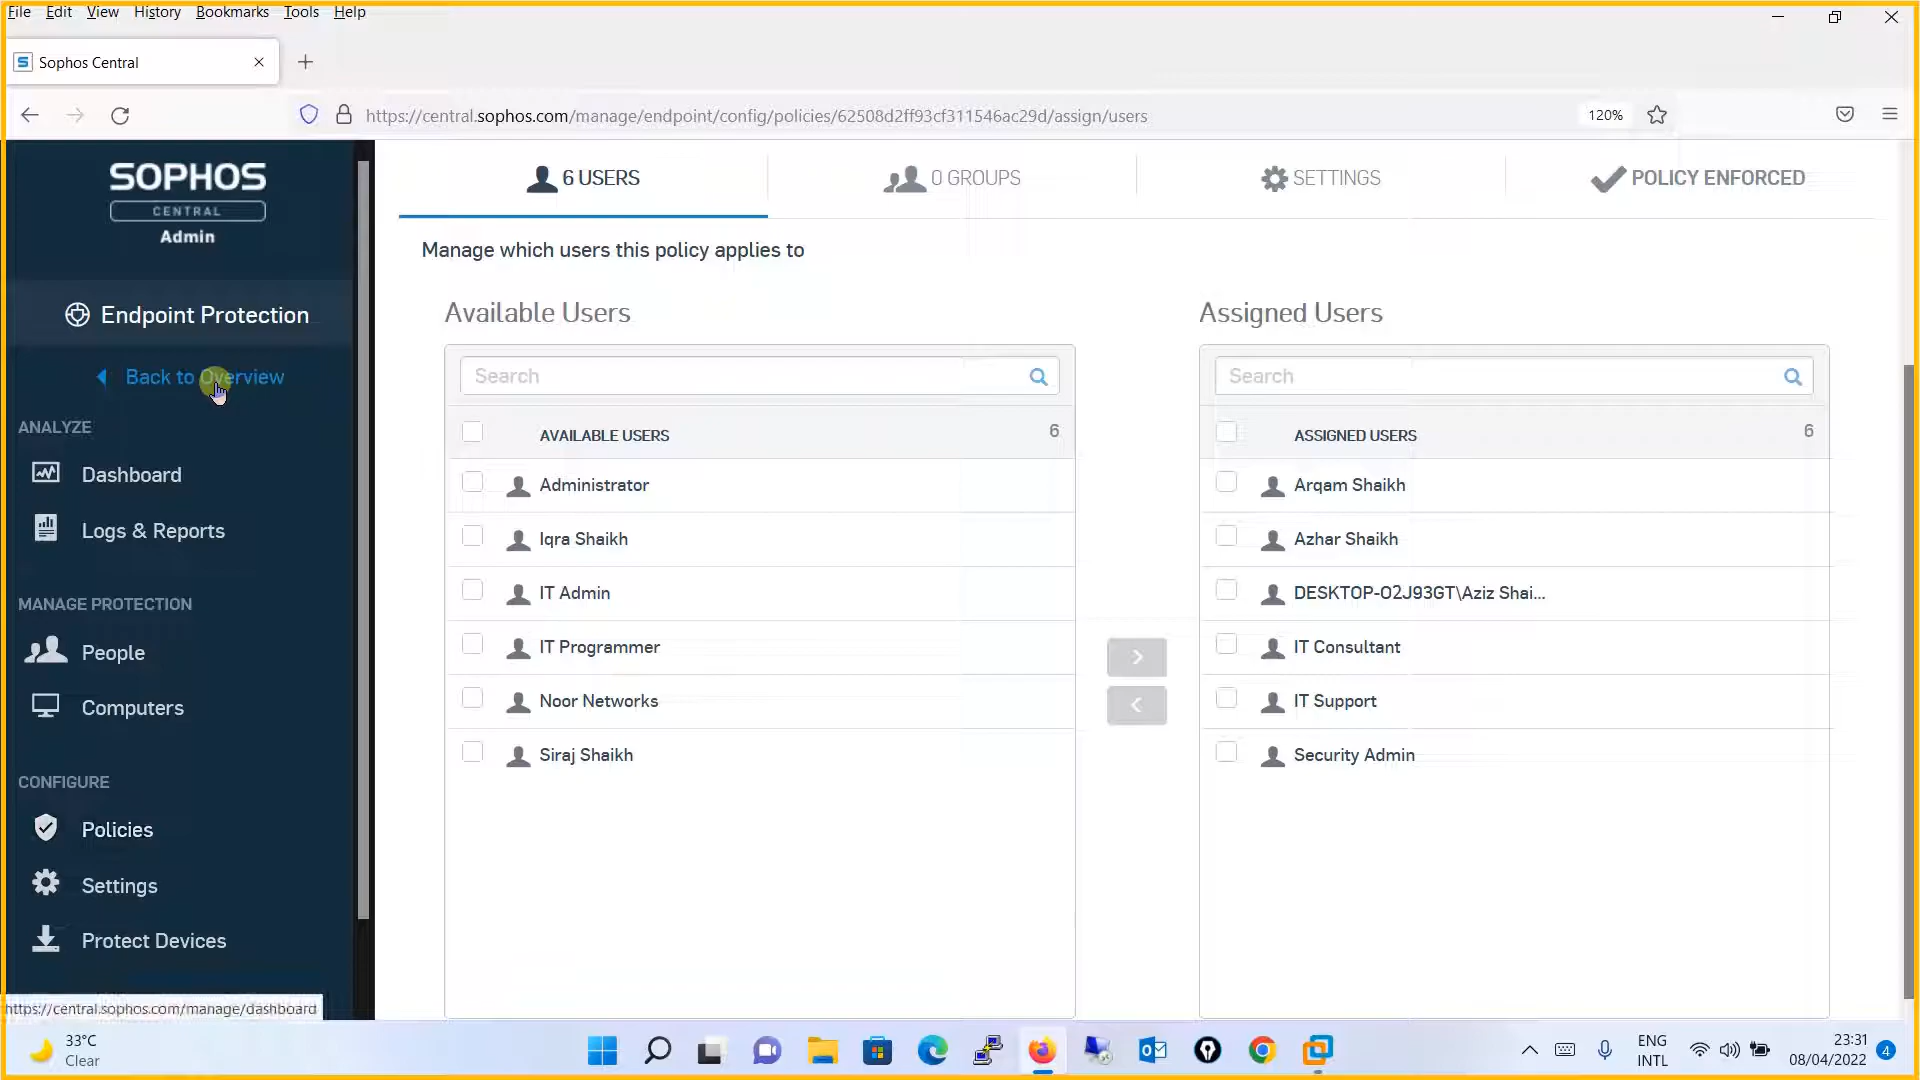 File Edit View History Bookmarks Tools Help
Sophos Central
https://central.sophos.com/manage/endpoint/config/policies/62508d2ff93cf311546ac29d/assign/users
120%
SOPHOS
CENTRAL
Admin
Endpoint Protection
Back to Overview
ANALYZE
Dashboard
Logs & Reports
MANAGE PROTECTION
People
Computers
CONFIGURE
Policies
Settings
Protect Devices
https://central.sophos.com/manage/dashboard
6 USERS
0 GROUPS
SETTINGS
POLICY ENFORCED
Manage which users this policy applies to
Available Users
Search
AVAILABLE USERS 6
Administrator
Iqra Shaikh
IT Admin
IT Programmer
Noor Networks
Siraj Shaikh
Assigned Users
Search
ASSIGNED USERS 6
Arqam Shaikh
Azhar Shaikh
DESKTOP-O2J93GT\Aziz Shai...
IT Consultant
IT Support
Security Admin
33°C
Clear
ENG
INTL
23:31
08/04/2022
4